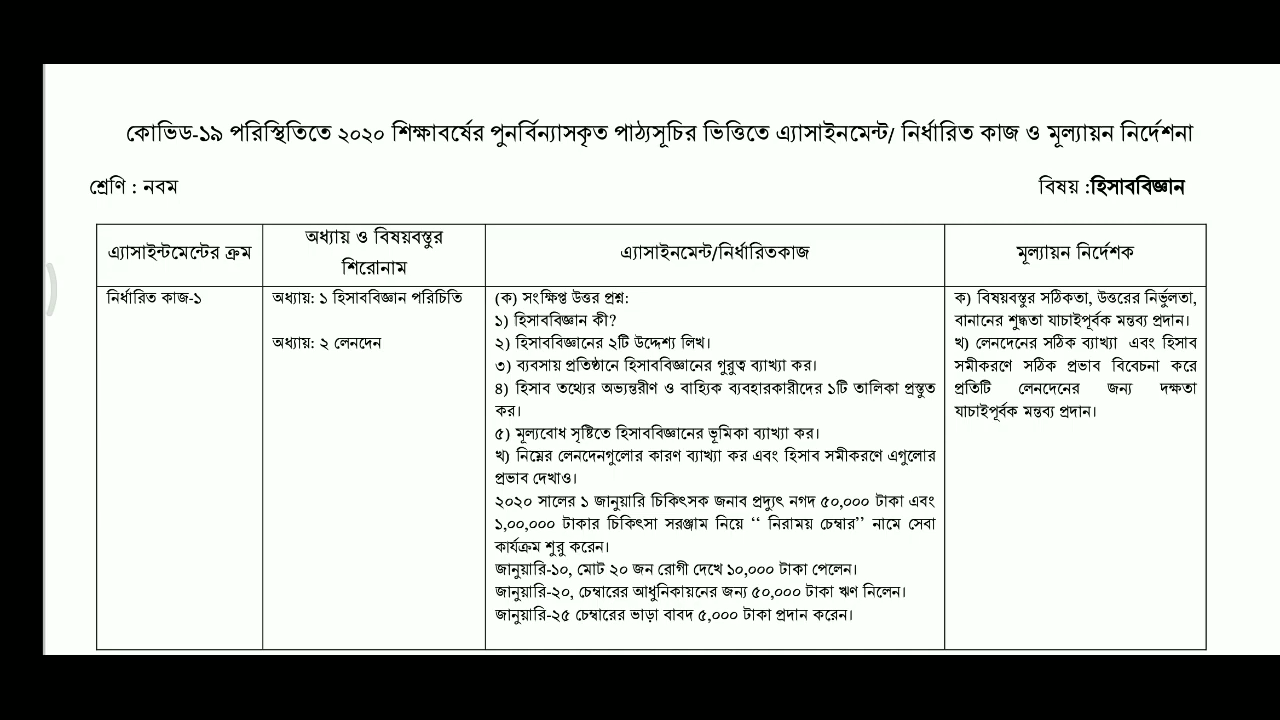 কোভিড-১৯ পরিস্থিতিতে ২০২০ শিক্ষাবর্ষের পুনর্বিন্যাসকৃত পাঠ্যসূচির ভিত্তিতে এ্যাসাইনমেন্ট/ নির্ধারিত কাজ ও মূল্যায়ন নির্দেশনা
শ্রেণি : নবম
বিষয় :হিসাববিজ্ঞান
এ্যাসাইন্টমেন্টের ক্রম
অধ্যায় ও বিষয়বস্তুর
শিরোনাম
এ্যাসাইনমেন্ট/নির্ধারিতকাজ
মূল্যায়ন নির্দেশক
নির্ধারিত কাজ-১
অধ্যায়: ১ হিসাববিজ্ঞান পরিচিতি
অধ্যায়: ২ লেনদেন
(ক) সংক্ষিপ্ত উত্তর প্রশ্ন:
১) হিসাববিজ্ঞান কী?
২) হিসাববিজ্ঞানের ২টি উদ্দেশ্য লিখ।
৩) ব্যবসায় প্রতিষ্ঠানে হিসাববিজ্ঞানের গুরুত্ব ব্যাখ্যা কর।
৪) হিসাব তথ্যের অভ্যন্তরীণ ও বাহ্যিক ব্যবহারকারীদের ১টি তালিকা প্রস্তুত
কর।
৫) মূল্যবোধ সৃষ্টিতে হিসাববিজ্ঞানের ভূমিকা ব্যাখ্যা কর।
খ) নিম্নের লেনদেনগুলোর কারণ ব্যাখ্যা কর এবং হিসাব সমীকরণে এগুলোর
প্রভাব দেখাও।
২০২০ সালের ১ জানুয়ারি চিকিৎসক জনাব প্রদ্যুৎ নগদ ৫০,০০০ টাকা এবং
১,০০,০০০ টাকার চিকিৎসা সরঞ্জাম নিয়ে ‘‘ নিরাময় চেম্বার’’ নামে সেবা
কার্যক্রম শুরু করেন।
জানুয়ারি-১০, মোট ২০ জন রোগী দেখে ১০,০০০ টাকা পেলেন।
জানুয়ারি-২০, চেম্বারের আধুনিকায়নের জন্য ৫০,০০০ টাকা ঋণ নিলেন।
জানুয়ারি-২৫ চেম্বারের ভাড়া বাবদ ৫,০০০ টাকা প্রদান করেন।
ক) বিষয়বস্তুর সঠিকতা, উত্তরের নির্ভুলতা,
বানানের শুদ্ধতা যাচাইপূর্বক মন্তব্য প্রদান।
খ) লেনদেনের সঠিক ব্যাখ্যা এবং হিসাব
সমীকরণে সঠিক প্রভাব বিবেচনা করে
প্রতিটি লেনদেনের জন্য দক্ষতা
যাচাইপূর্বক মন্তব্য প্রদান।